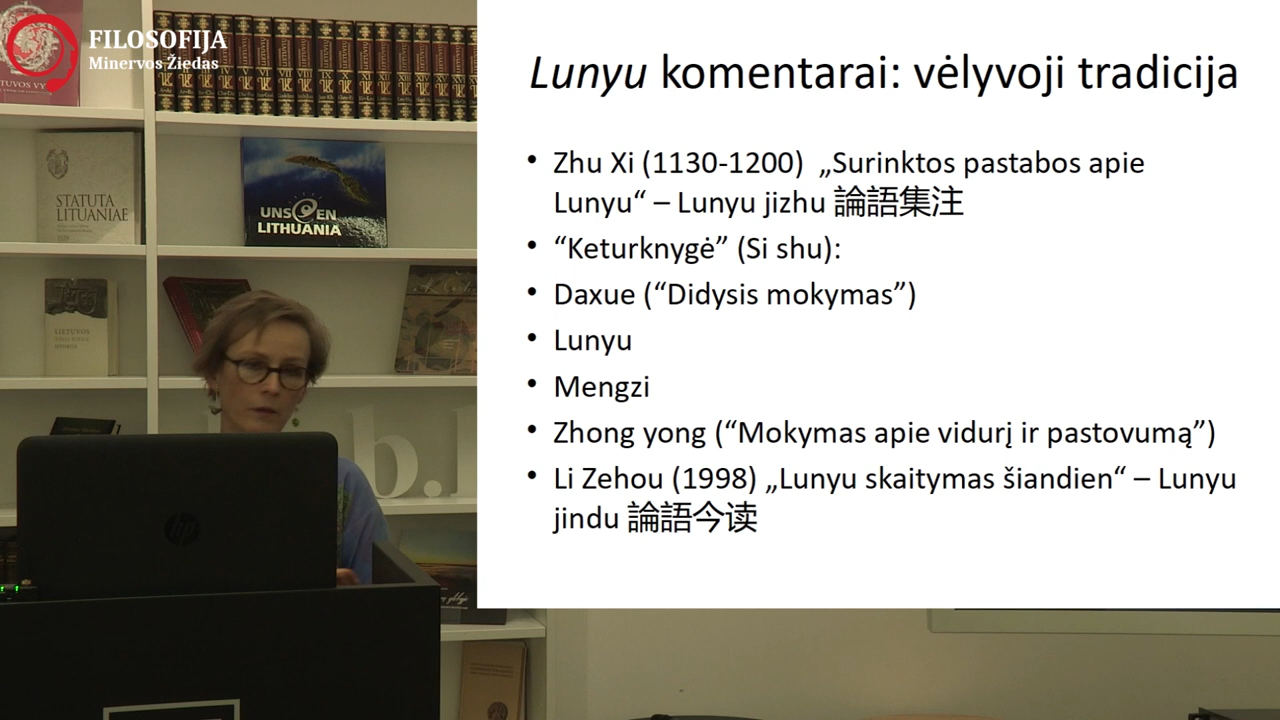 FILOSOFIJA
Minervos Žiedas
STATUTA
LITUANIAE
UNSEEN
LITHUANIA
LIETUVOS
b.
hp
Lunyu komentarai: vėlyvoji tradicija
• Zhu Xi (1130-1200) „Surinktos pastabos apie
Lunyu“ – Lunyu jizhu 論語集注
• “Keturknygė” (Si shu):
• Daxue (“Didysis mokymas”)
• Lunyu
• Mengzi
• Zhong yong (“Mokymas apie vidurį ir pastovumą”)
• Li Zehou (1998) „Lunyu skaitymas šiandien“ – Lunyu
jindu 論語今读